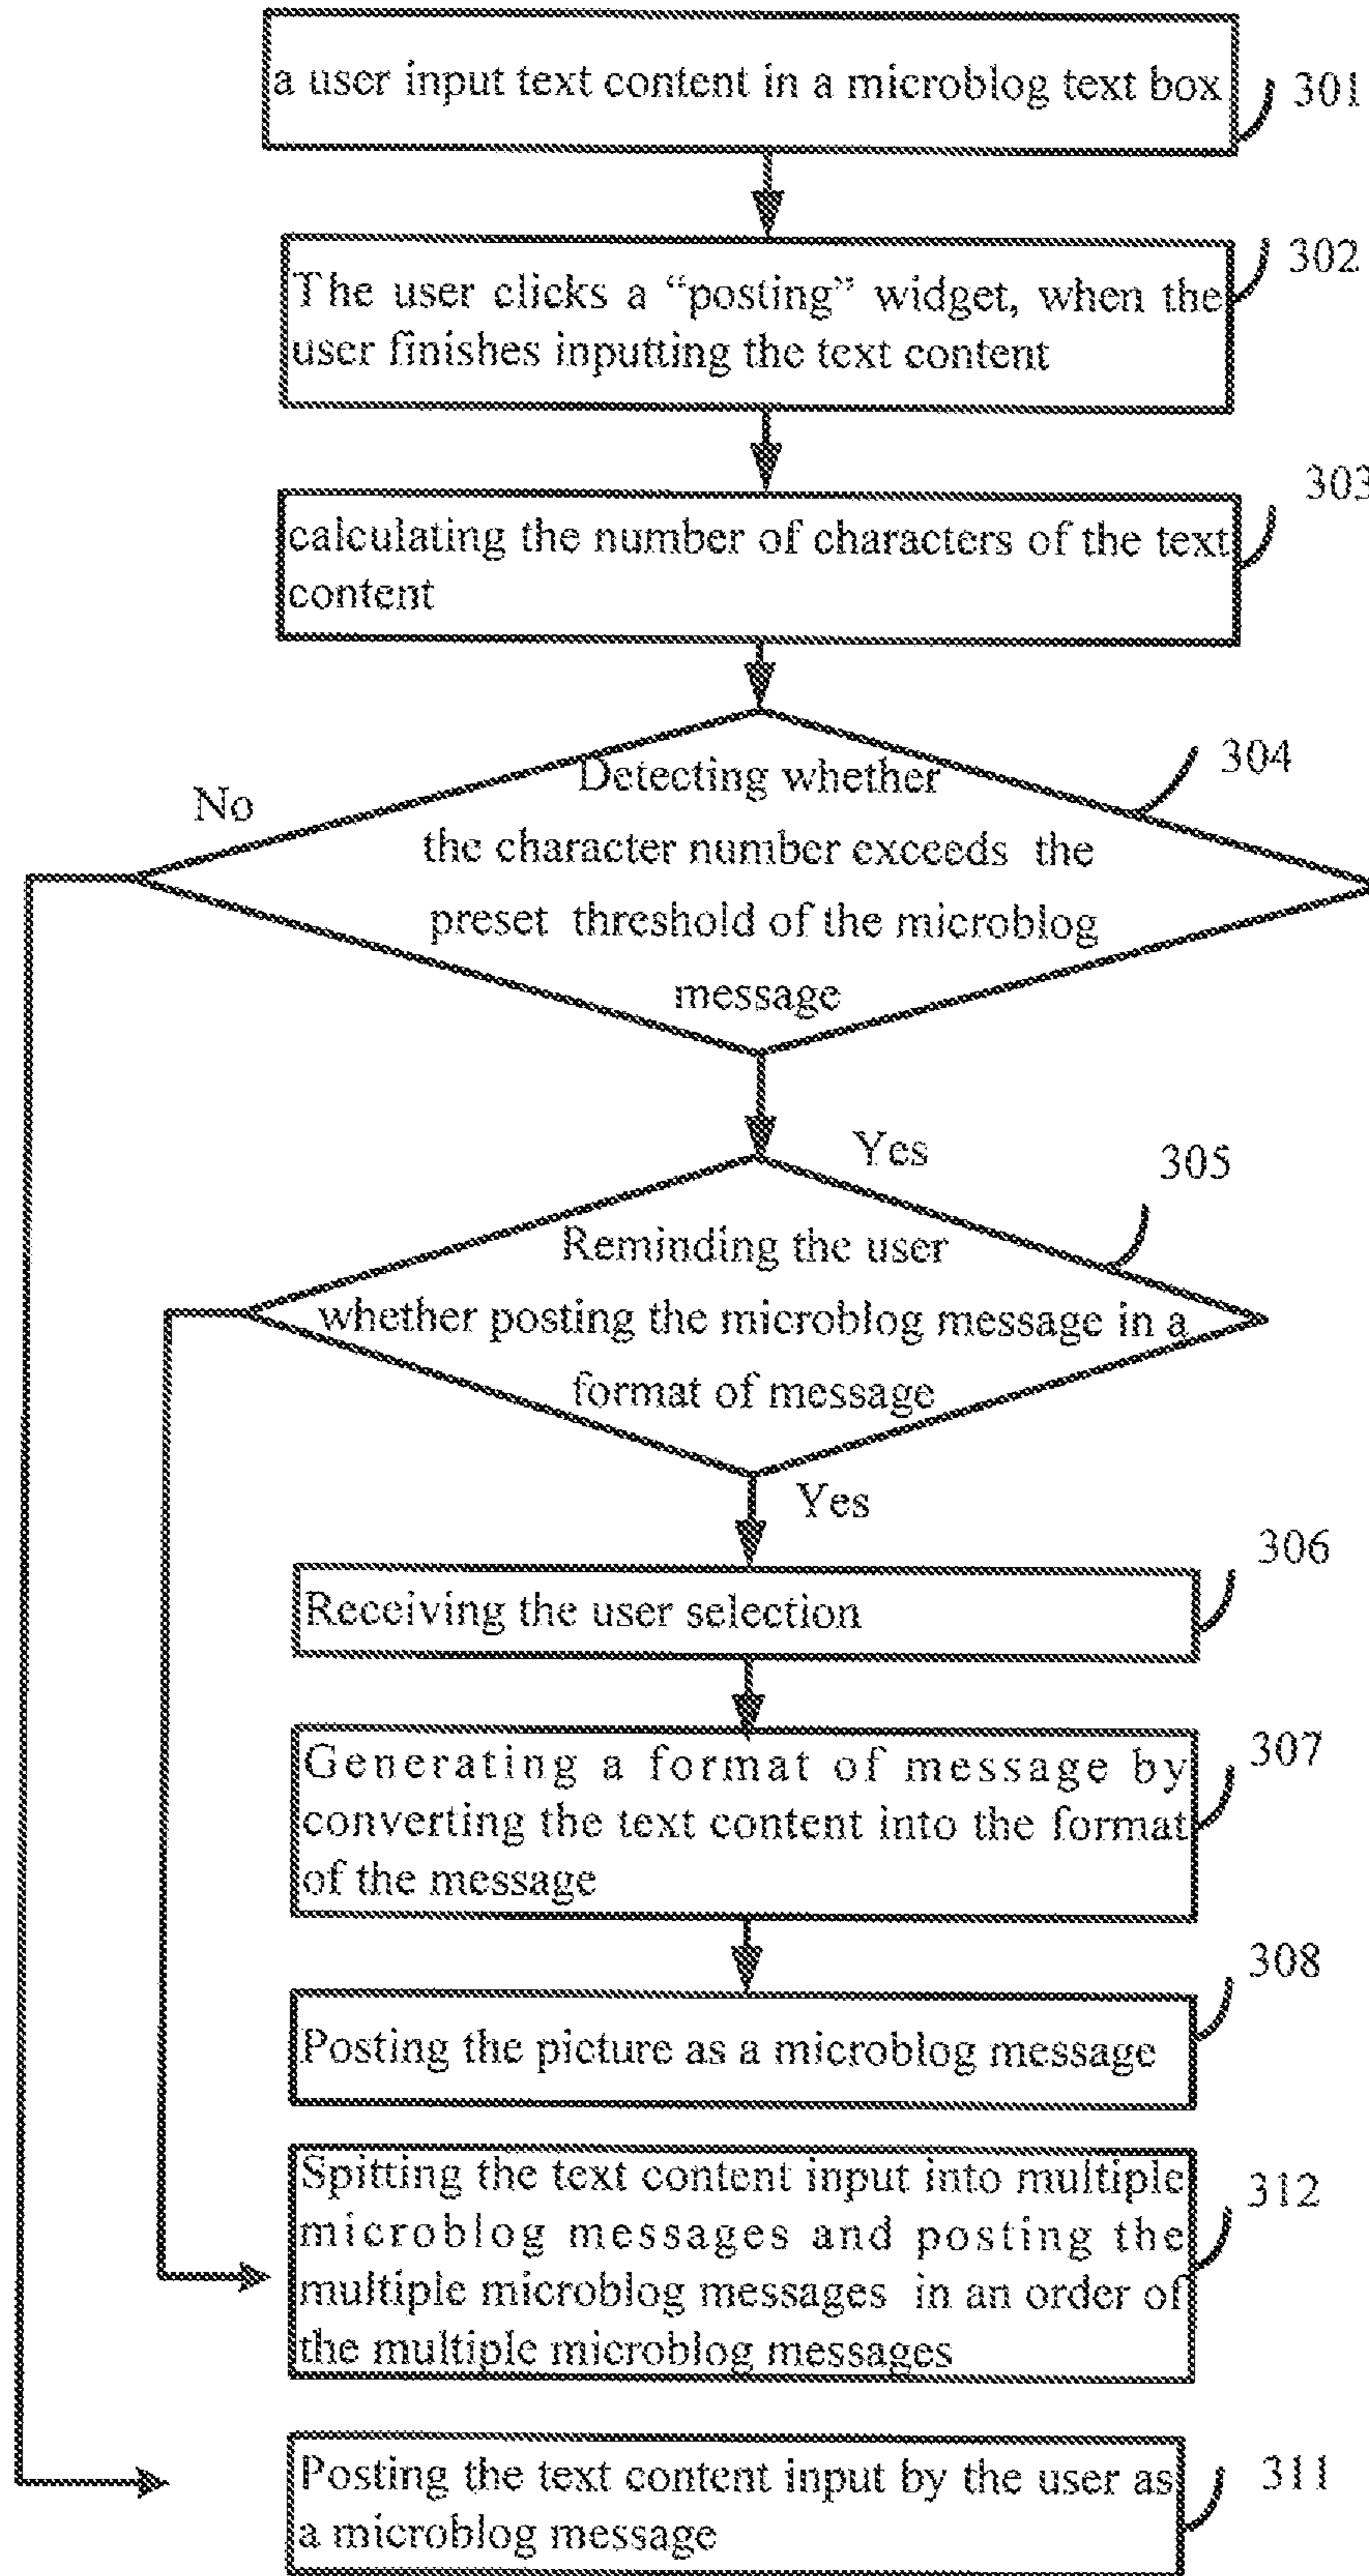 a user input text content in a microblog text box
301
The user clicks a “posting” widget, when the
user finishes inputting the text content
302
calculating the number of characters of the text
content
303
Detecting whether
the character number exceeds the
preset threshold of the microblog
message
304
No
Yes
Reminding the user
whether posting the microblog message in a
format of message
305
Yes
Receiving the user selection
306
Generating a format of message by
converting the text content into the format
of the message
307
Posting the picture as a microblog message
308
Spitting the text content input into multiple
microblog messages and posting the
multiple microblog messages in an order of
the multiple microblog messages
312
Posting the text content input by the user as
a microblog message
311